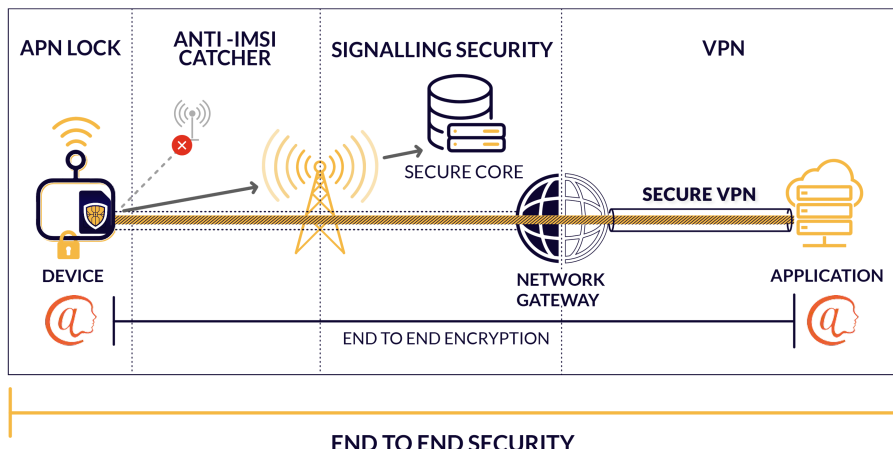 APN LOCK
ANTI -IMSI
CATCHER
SIGNALLING SECURITY
VPN
SECURE CORE
SECURE VPN
DEVICE
NETWORK
GATEWAY
APPLICATION
@
@
END TO END ENCRYPTION
END TO END SECURITY